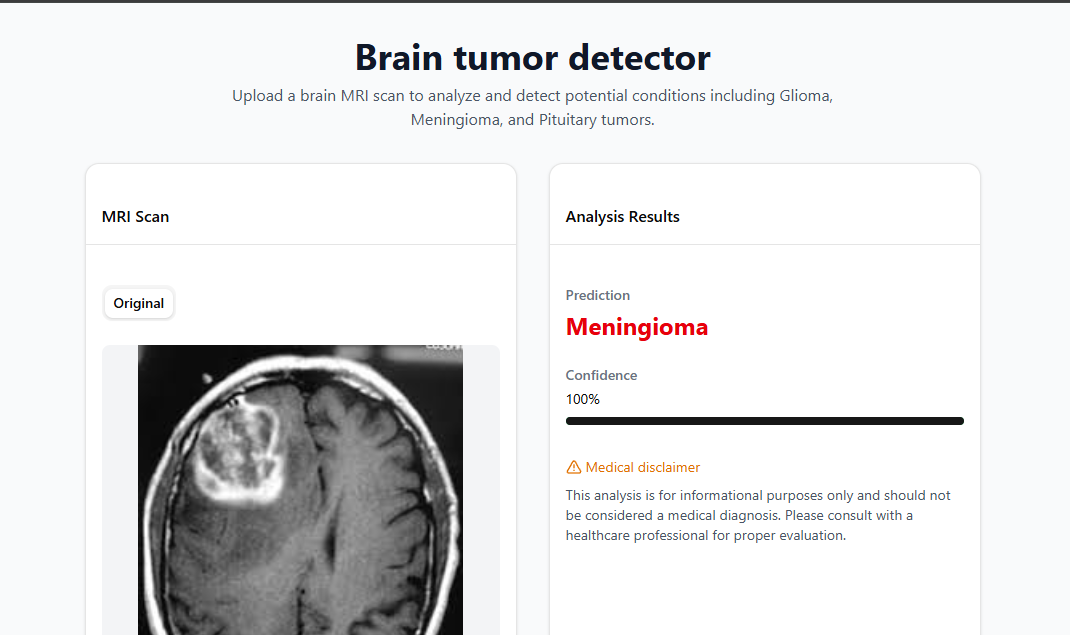 Brain tumor detector
Upload a brain MRI scan to analyze and detect potential conditions including Glioma,
Meningioma, and Pituitary tumors.
MRI Scan
Original
Analysis Results
Prediction
Meningioma
Confidence
100%
Medical disclaimer
This analysis is for informational purposes only and should not
be considered a medical diagnosis. Please consult with a
healthcare professional for proper evaluation.